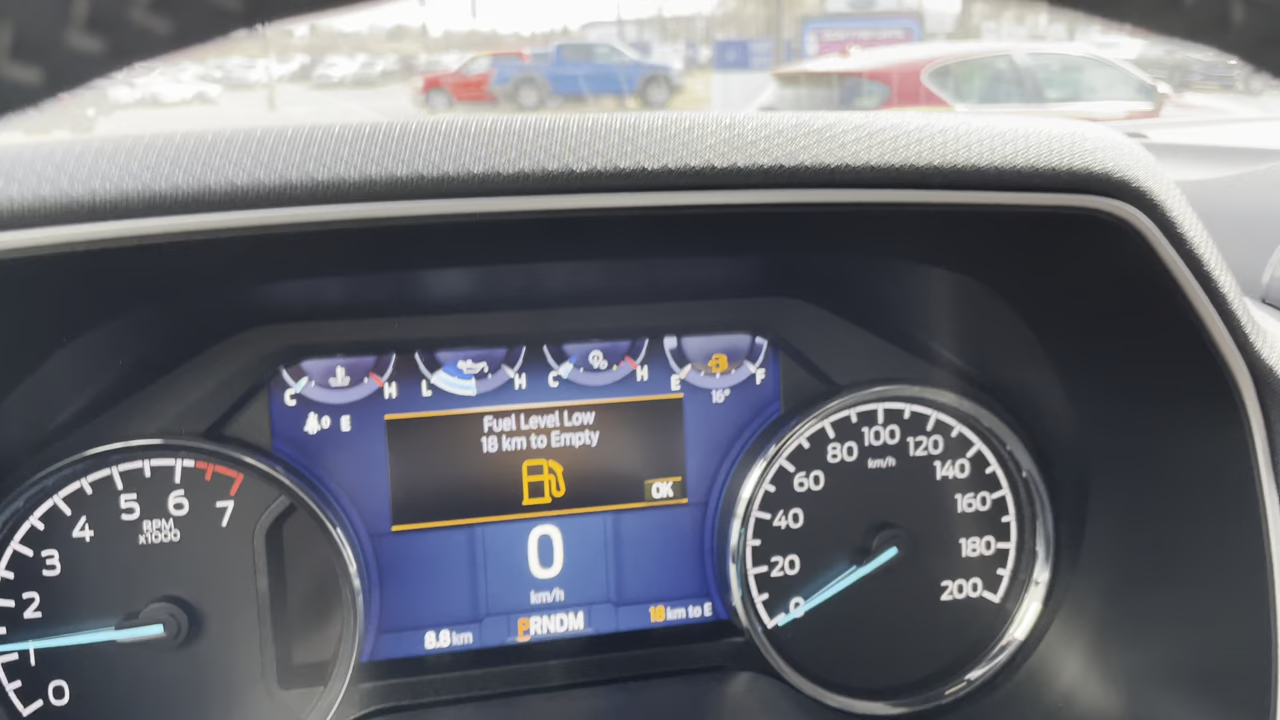 C H L H C H E F
16°
E
Fuel Level Low
18 km to Empty
OK
0
km/h
8.8 km
PRNDM
18 km to E
0 1 2 3 4 5 6 7
RPM
x1000
0 20 40 60 80 100 120 140 160 180 200
km/h